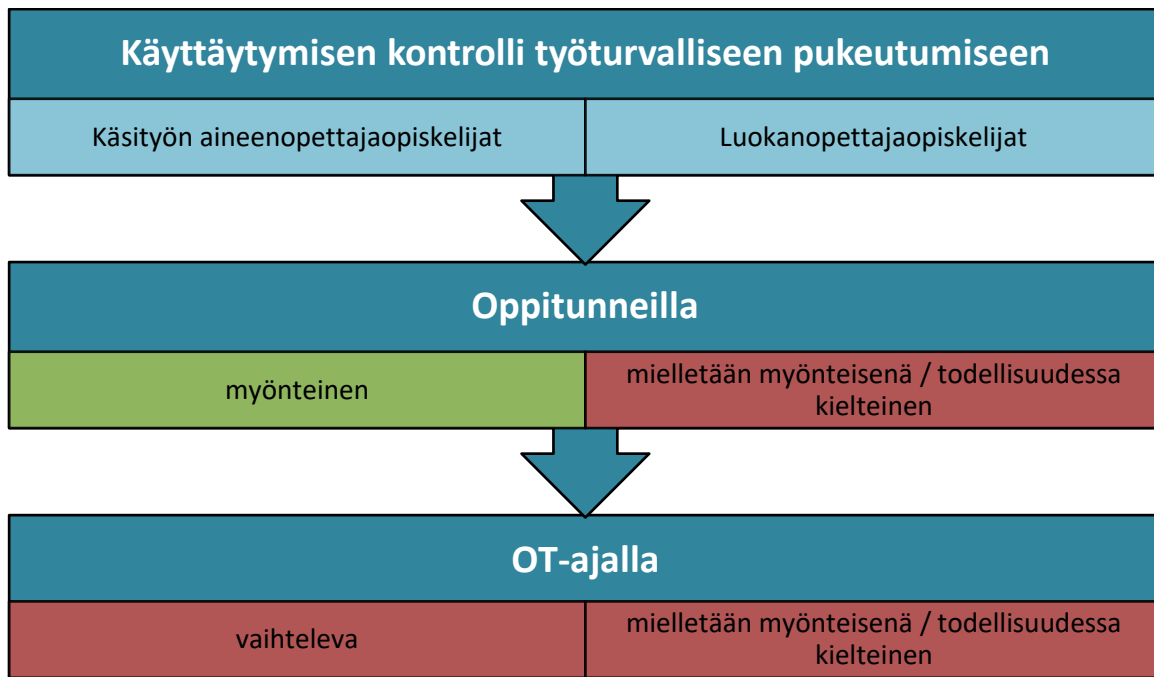 Käyttäytymisen kontrolli työturvalliseen pukeutumiseen
Käsityön aineenopettajaopiskelijat
Luokanopettajaopiskelijat
Oppitunneilla
myönteinen
mielletään myönteisenä / todellisuudessa
kielteinen
OT-ajalla
vaihteleva
mielletään myönteisenä / todellisuudessa
kielteinen